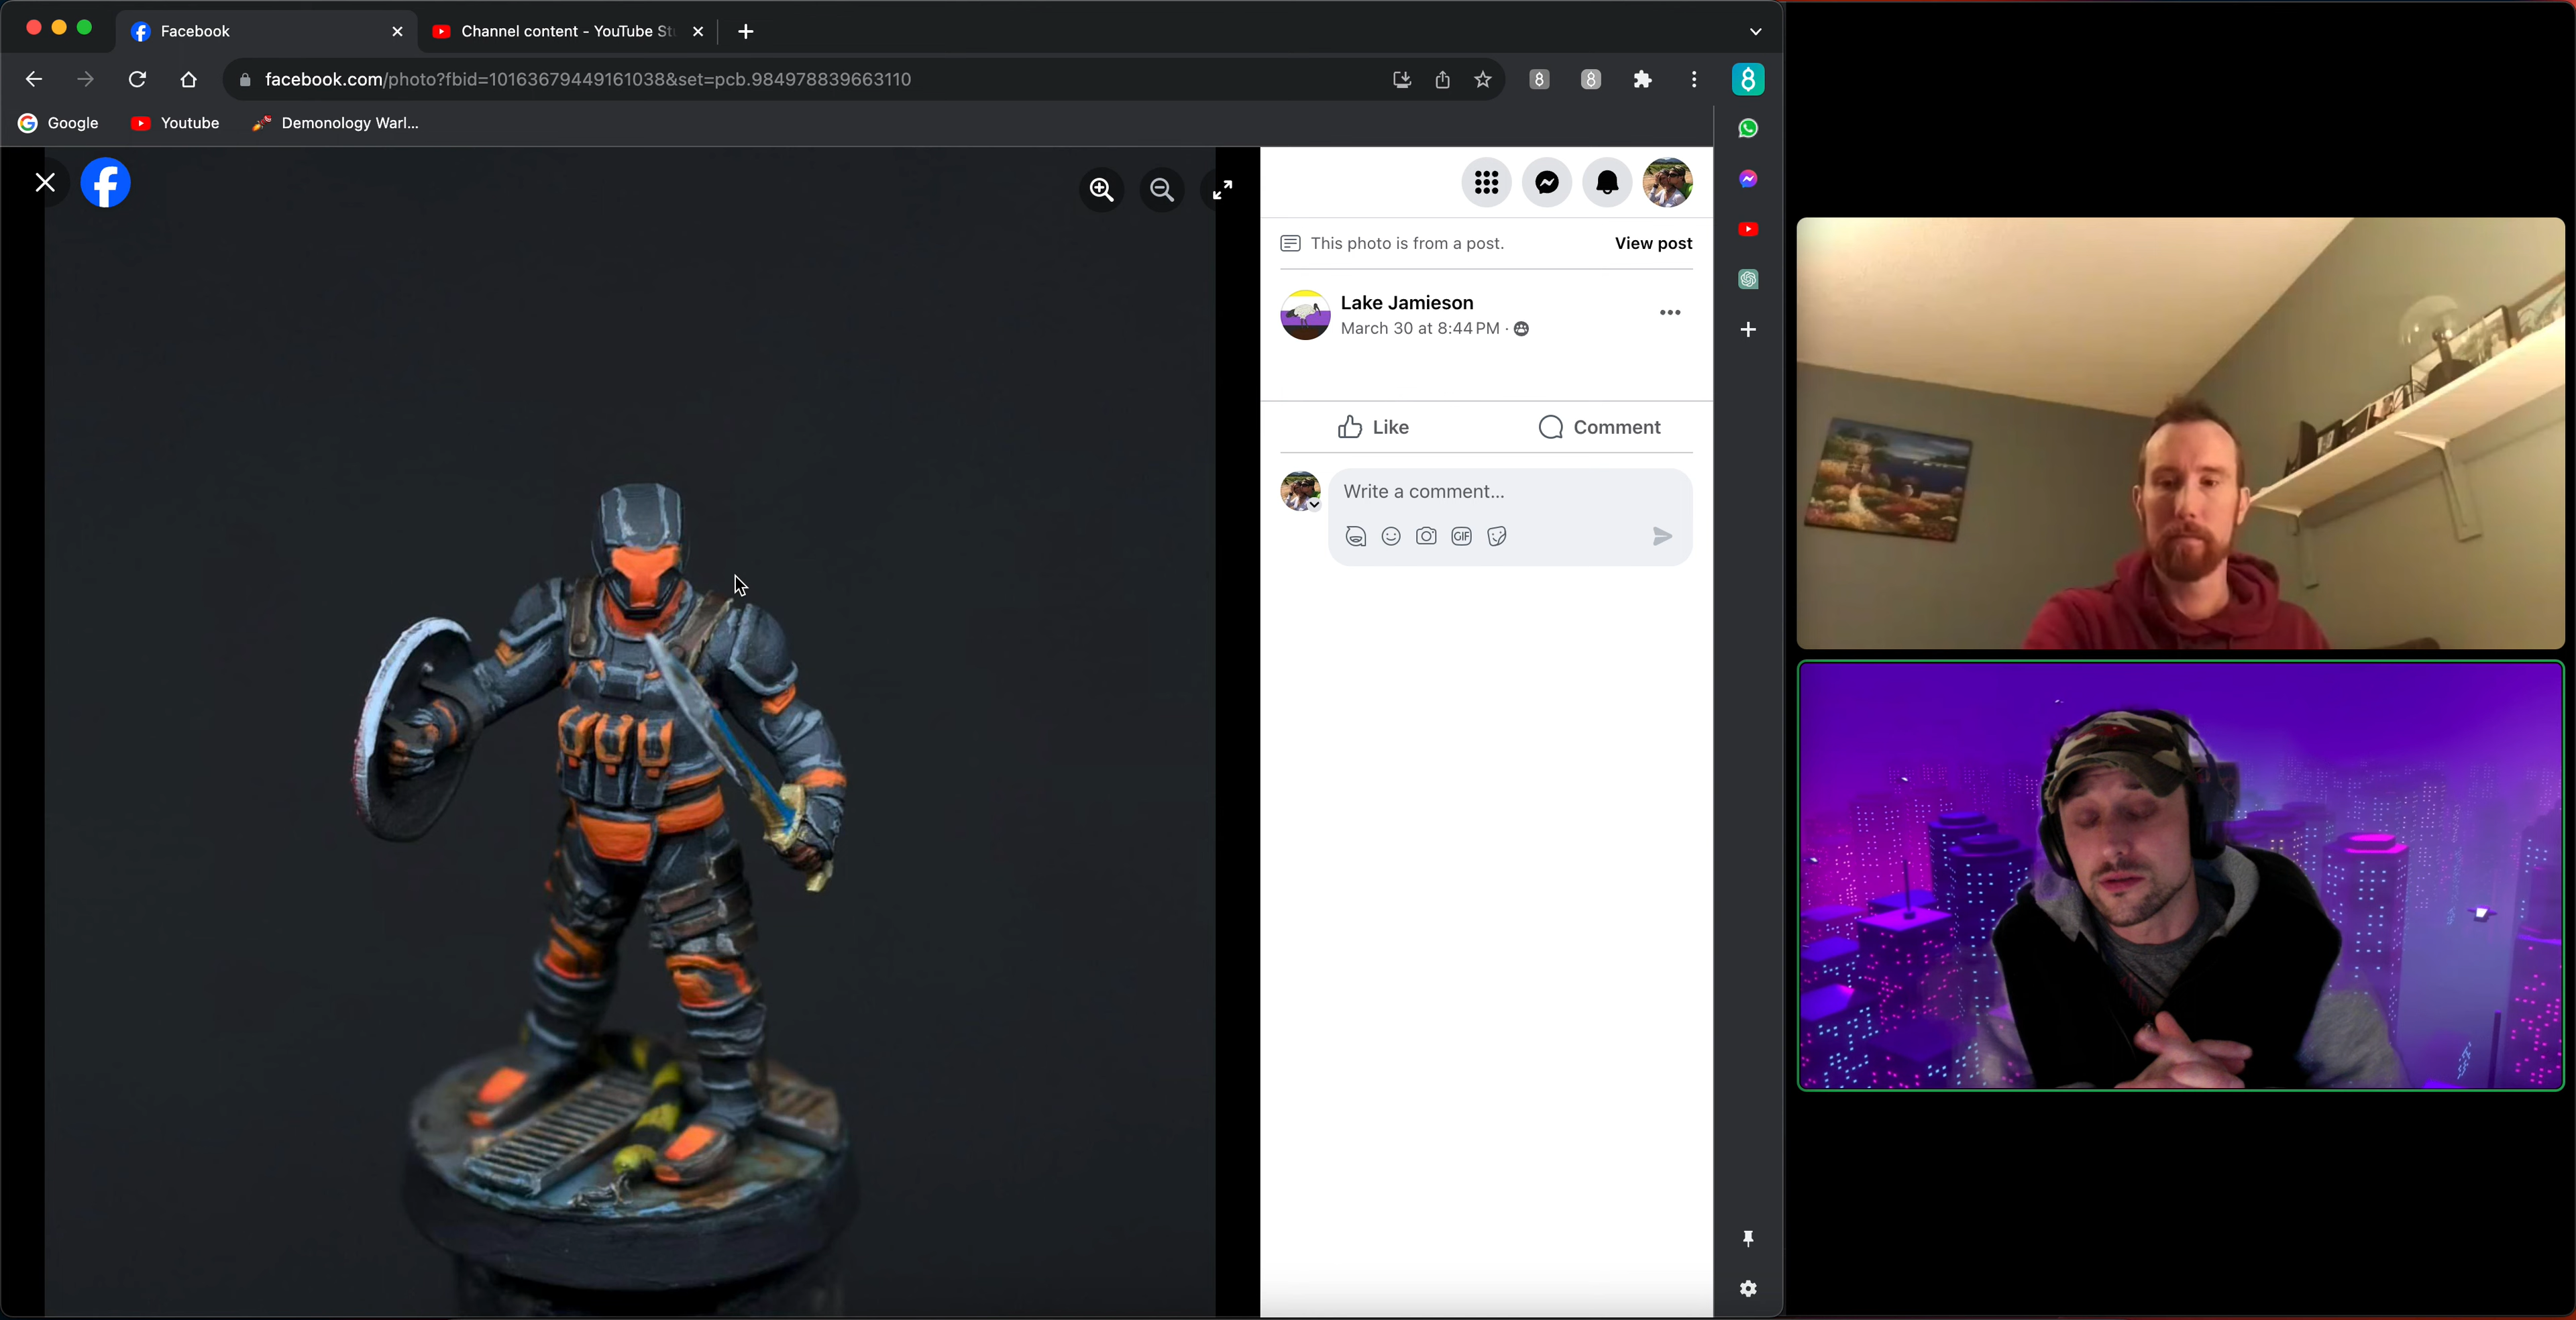 Facebook
Channel content - YouTube St
facebook.com/photo?fbid=10163679449161038&set=pcb.984978839663110
Google
Youtube
Demonology Warl...
This photo is from a post.
View post
Lake Jamieson
March 30 at 8:44 PM ·
Like
Comment
Write a comment...
GIF